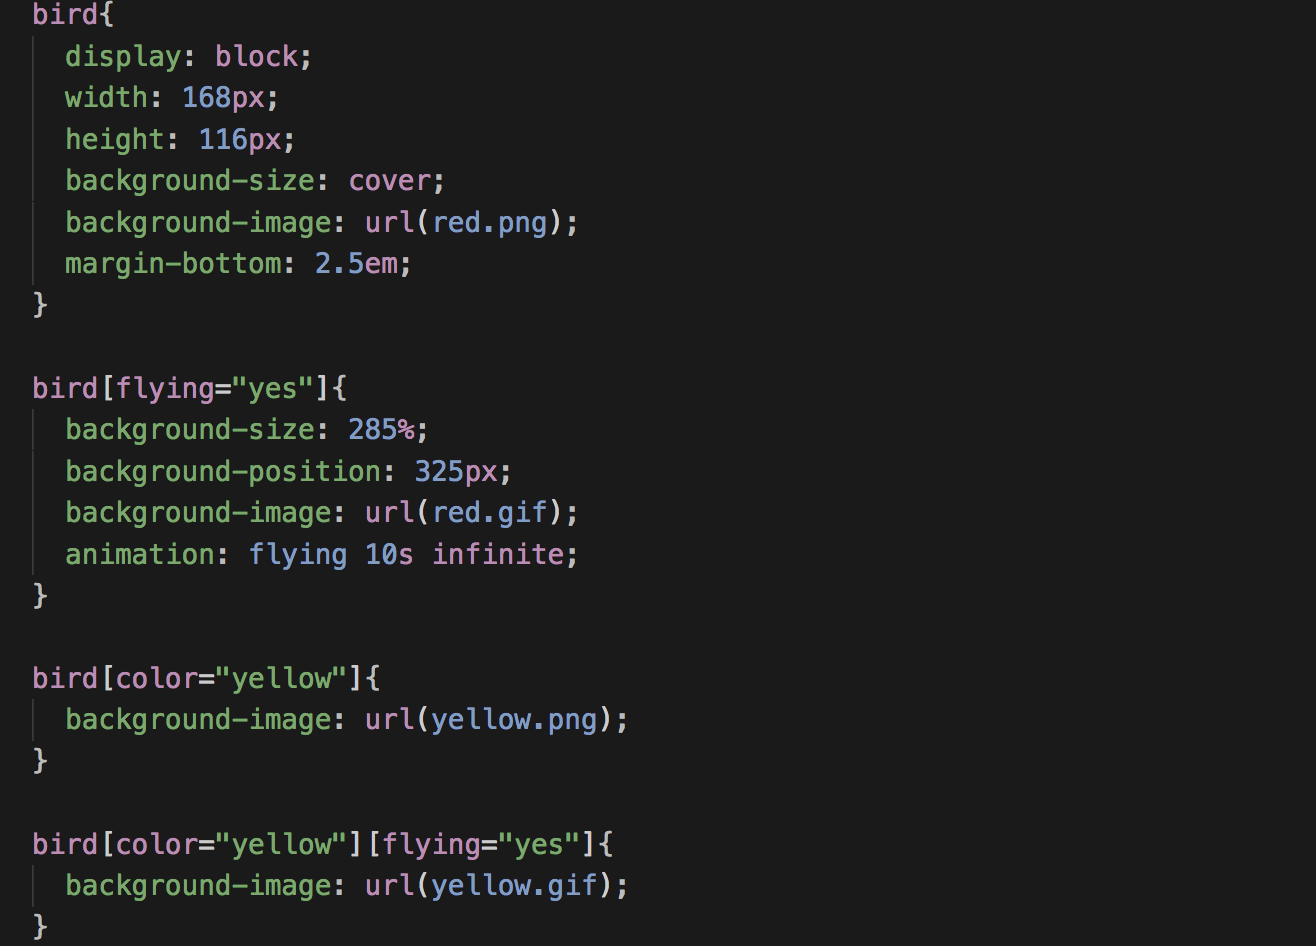 bird{
  display: block;
  width: 168px;
  height: 116px;
  background-size: cover;
  background-image: url(red.png);
  margin-bottom: 2.5em;
}

bird[flying="yes"]{
  background-size: 285%;
  background-position: 325px;
  background-image: url(red.gif);
  animation: flying 10s infinite;
}

bird[color="yellow"]{
  background-image: url(yellow.png);
}

bird[color="yellow"][flying="yes"]{
  background-image: url(yellow.gif);
}